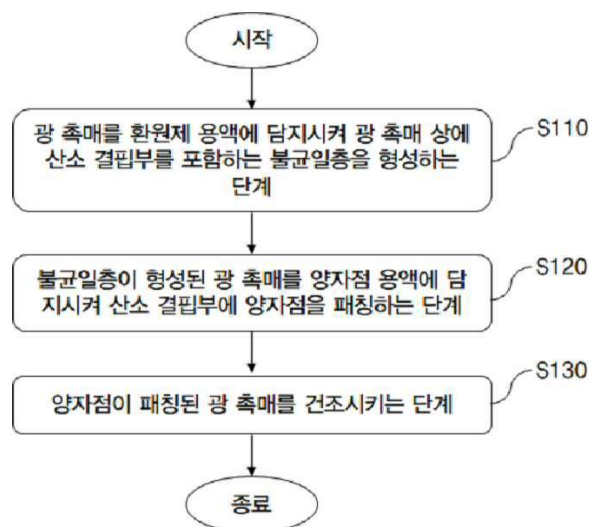 시작
광 촉매를 환원제 용액에 담지시켜 광 촉매 상에
산소 결핍부를 포함하는 불균일층을 형성하는
단계
S110
불균일층이 형성된 광 촉매를 양자점 용액에 담
지시켜 산소 결핍부에 양자점을 패칭하는 단계
S120
양자점이 패칭된 광 촉매를 건조시키는 단계
S130
종료